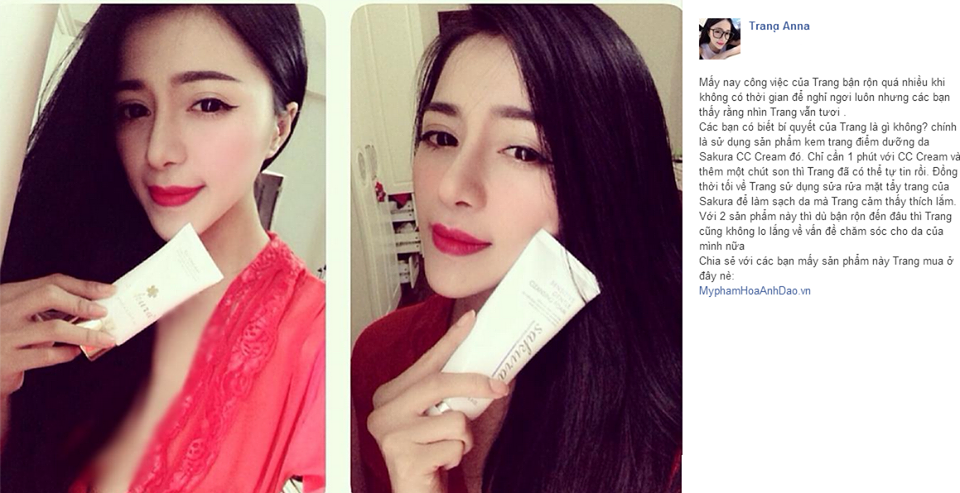 Trang Anna
Mấy nay công việc của Trang bận rộn quá nhiều khi
không có thời gian để nghỉ ngơi luôn nhưng các bạn
thấy rằng nhìn Trang vẫn tươi .
Các bạn có biết bí quyết của Trang là gì không? chính
là sử dụng sản phẩm kem trang điểm dưỡng da
Sakura CC Cream đó. Chỉ cần 1 phút với CC Cream và
thêm một chút son thì Trang đã có thể tự tin rồi. Đồng
thời tối về Trang sử dụng sữa rửa mặt tẩy trang của
Sakura để làm sạch da mà Trang cảm thấy thích lắm.
Với 2 sản phẩm này thì dù bận rộn đến đâu thì Trang
cũng không lo lắng về vấn đề chăm sóc cho da của
mình nữa
Chia sẻ với các bạn mấy sản phẩm này Trang mua ở
đây nè:
MyphamHoaAnhDao.vn
sakura